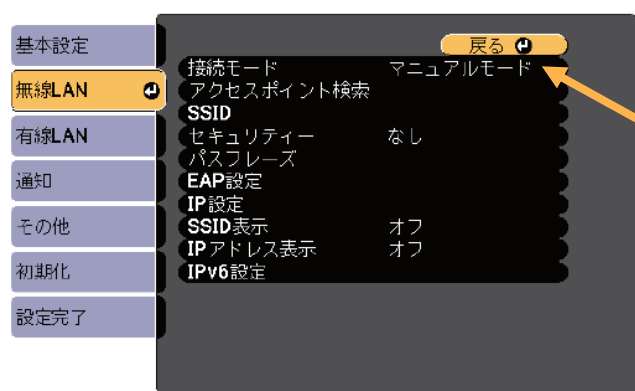 基本設定
無線LAN
有線LAN
通知
その他
初期化
設定完了
戻る
接続モード マニュアルモード
アクセスポイント検索
SSID
セキュリティー なし
パスフレーズ
EAP設定
IP設定
SSID表示 オフ
IPアドレス表示 オフ
IPv6設定